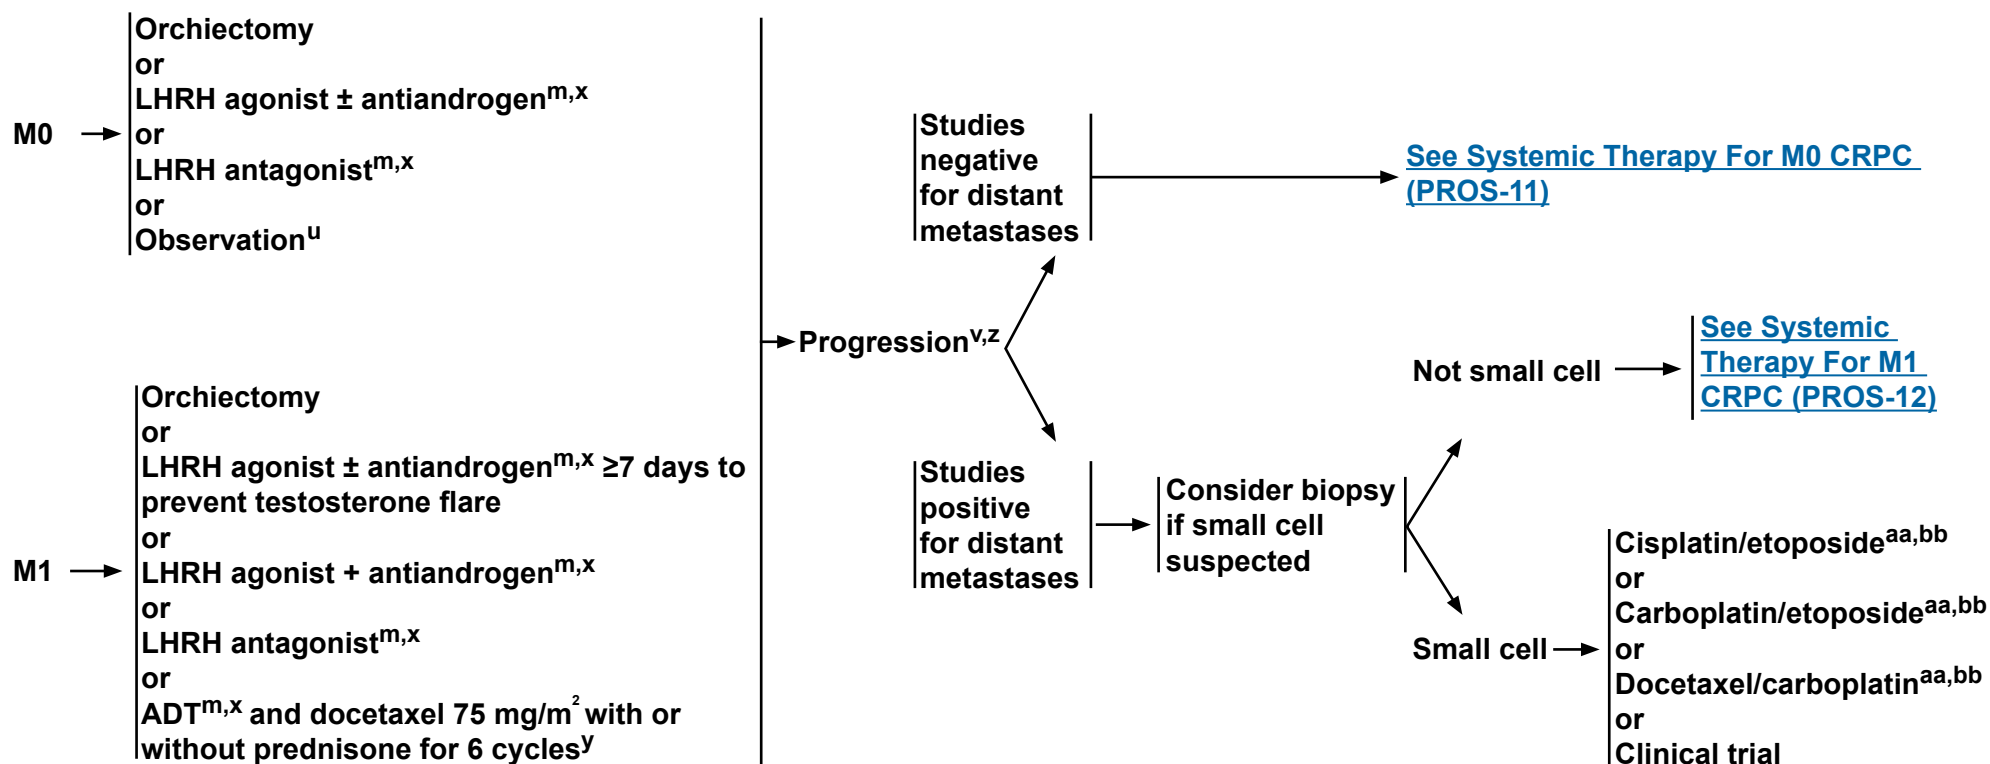 M0
Orchiectomy
or
LHRH agonist ± antiandrogenm,x
or
LHRH antagonistm,x
or
Observationu
M1
Orchiectomy
or
LHRH agonist ± antiandrogenm,x ≥7 days to
prevent testosterone flare
or
LHRH agonist + antiandrogenm,x
or
LHRH antagonistm,x
or
ADTm,x and docetaxel 75 mg/m² with or
without prednisone for 6 cyclesy
Progressionv,z
Studies
negative
for distant
metastases
See Systemic Therapy For M0 CRPC
(PROS-11)
Studies
positive
for distant
metastases
Consider biopsy
if small cell
suspected
Not small cell
See Systemic
Therapy For M1
CRPC (PROS-12)
Small cell
Cisplatin/etoposideaa,bb
or
Carboplatin/etoposideaa,bb
or
Docetaxel/carboplatinaa,bb
or
Clinical trial